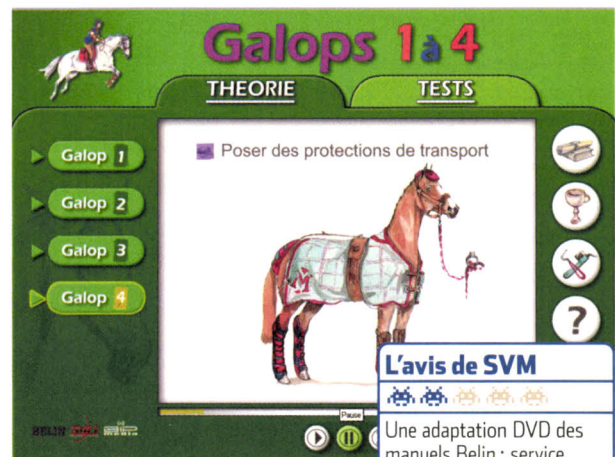 Galops 1 à 4
THEORIE
TESTS
Galop 1
Galop 2
Galop 3
Galop 4
Poser des protections de transport
?
Pause
BELIN
L'avis de SVM
Une adaptation DVD des
manuels Belin : service